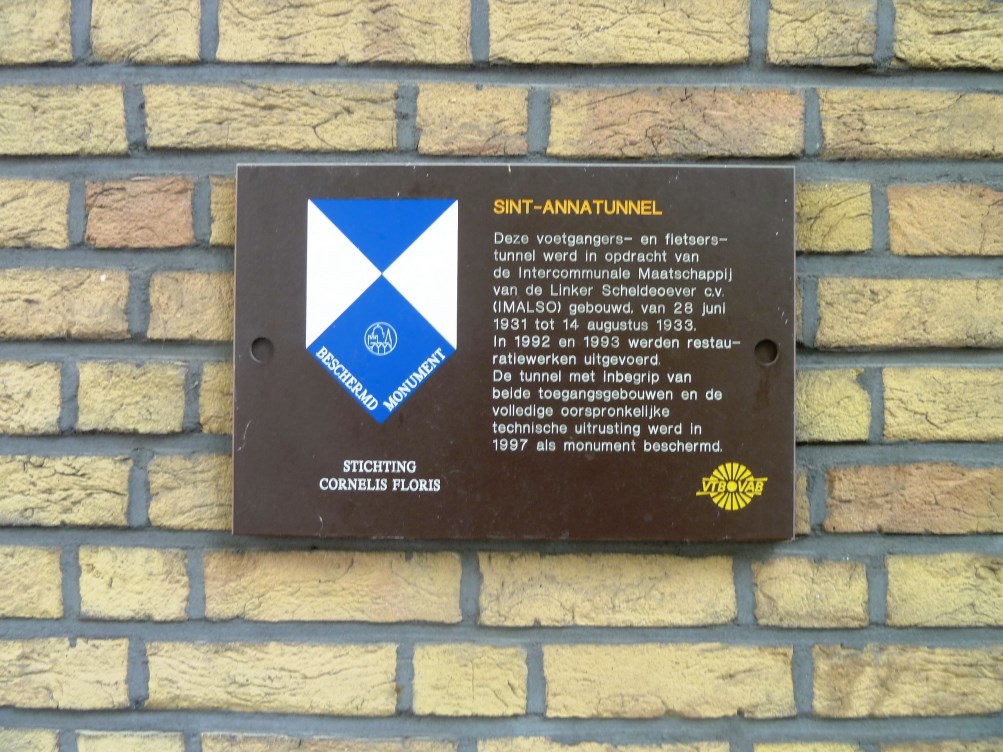 BESCHERMD MONUMENT
STICHTING
CORNELIS FLORIS
SINT-ANNATUNNEL
Deze voetgangers- en fietsers-
tunnel werd in opdracht van
de Intercommunale Maatschappij
van de Linker Scheldeoever c.v.
(IMALSO) gebouwd, van 28 juni
1931 tot 14 augustus 1933.
In 1992 en 1993 werden restau-
ratiewerken uitgevoerd.
De tunnel met inbegrip van
beide toegangsgebouwen en de
volledige oorspronkelijke
technische uitrusting werd in
1997 als monument beschermd.
VTB VAB